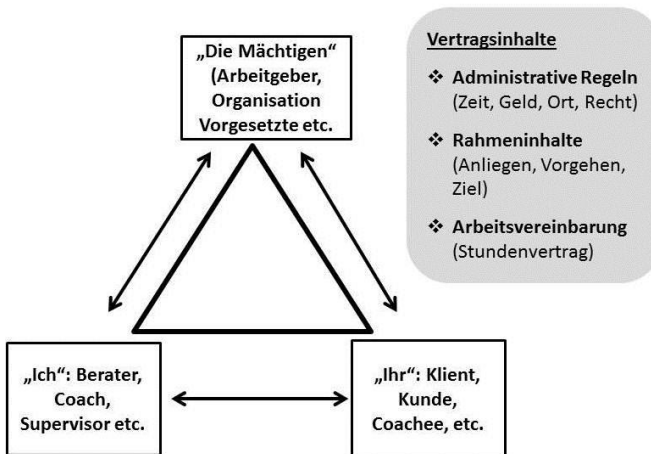 „Die Mächtigen“
(Arbeitgeber,
Organisation
Vorgesetzte etc.
Vertragsinhalte
❖ Administrative Regeln
(Zeit, Geld, Ort, Recht)
❖ Rahmeninhalte
(Anliegen, Vorgehen,
Ziel)
❖ Arbeitsvereinbarung
(Stundenvertrag)
„Ich“: Berater,
Coach,
Supervisor etc.
„Ihr“: Klient,
Kunde,
Coachee, etc.